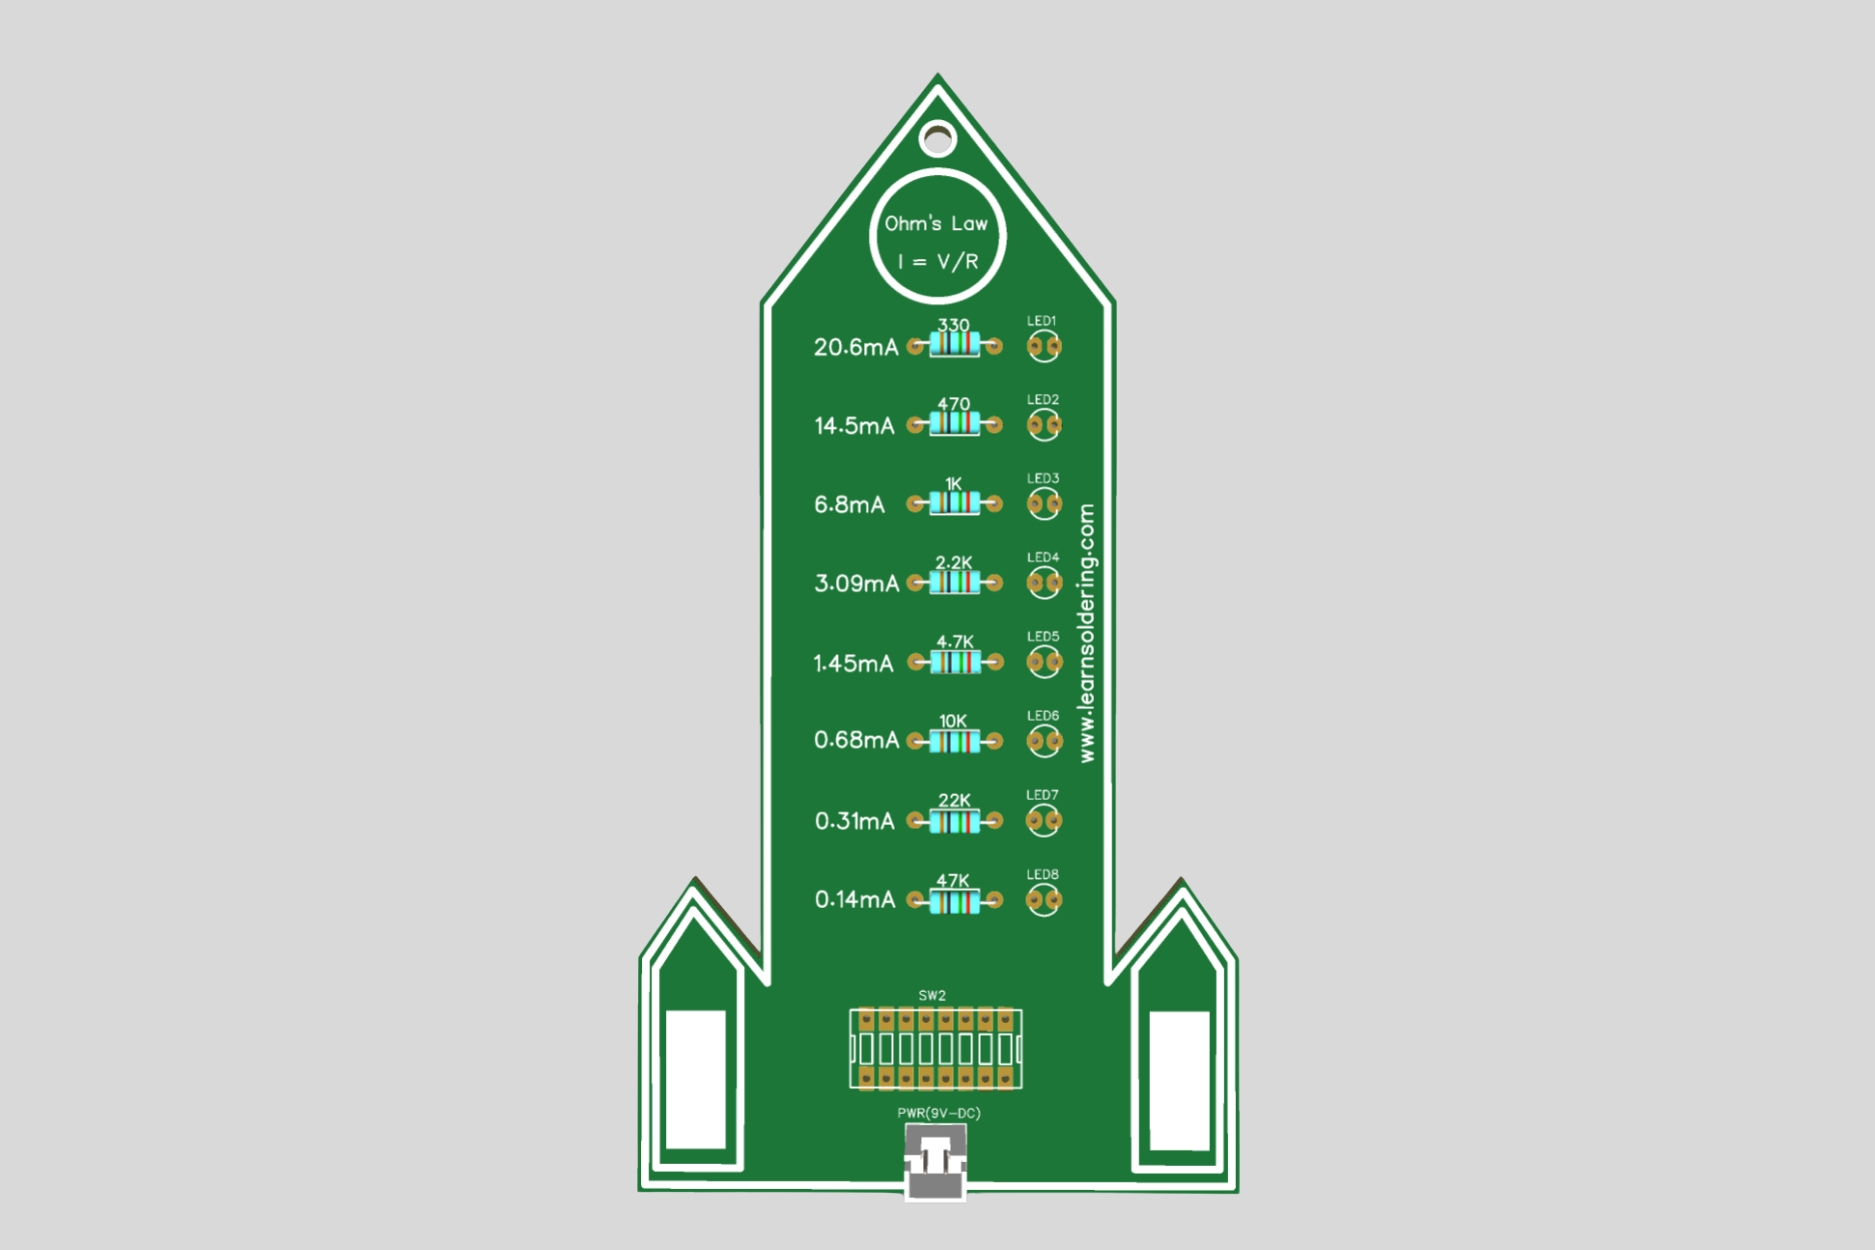 Ohm's Law
I = V/R
330
LED1
20.6mA
470
LED2
14.5mA
1K
LED3
6.8mA
2.2K
LED4
3.09mA
4.7K
LED5
1.45mA
10K
LED6
0.68mA
22K
LED7
0.31mA
47K
LED8
0.14mA
www.learnsoldering.com
SW2
PWR(9V-DC)